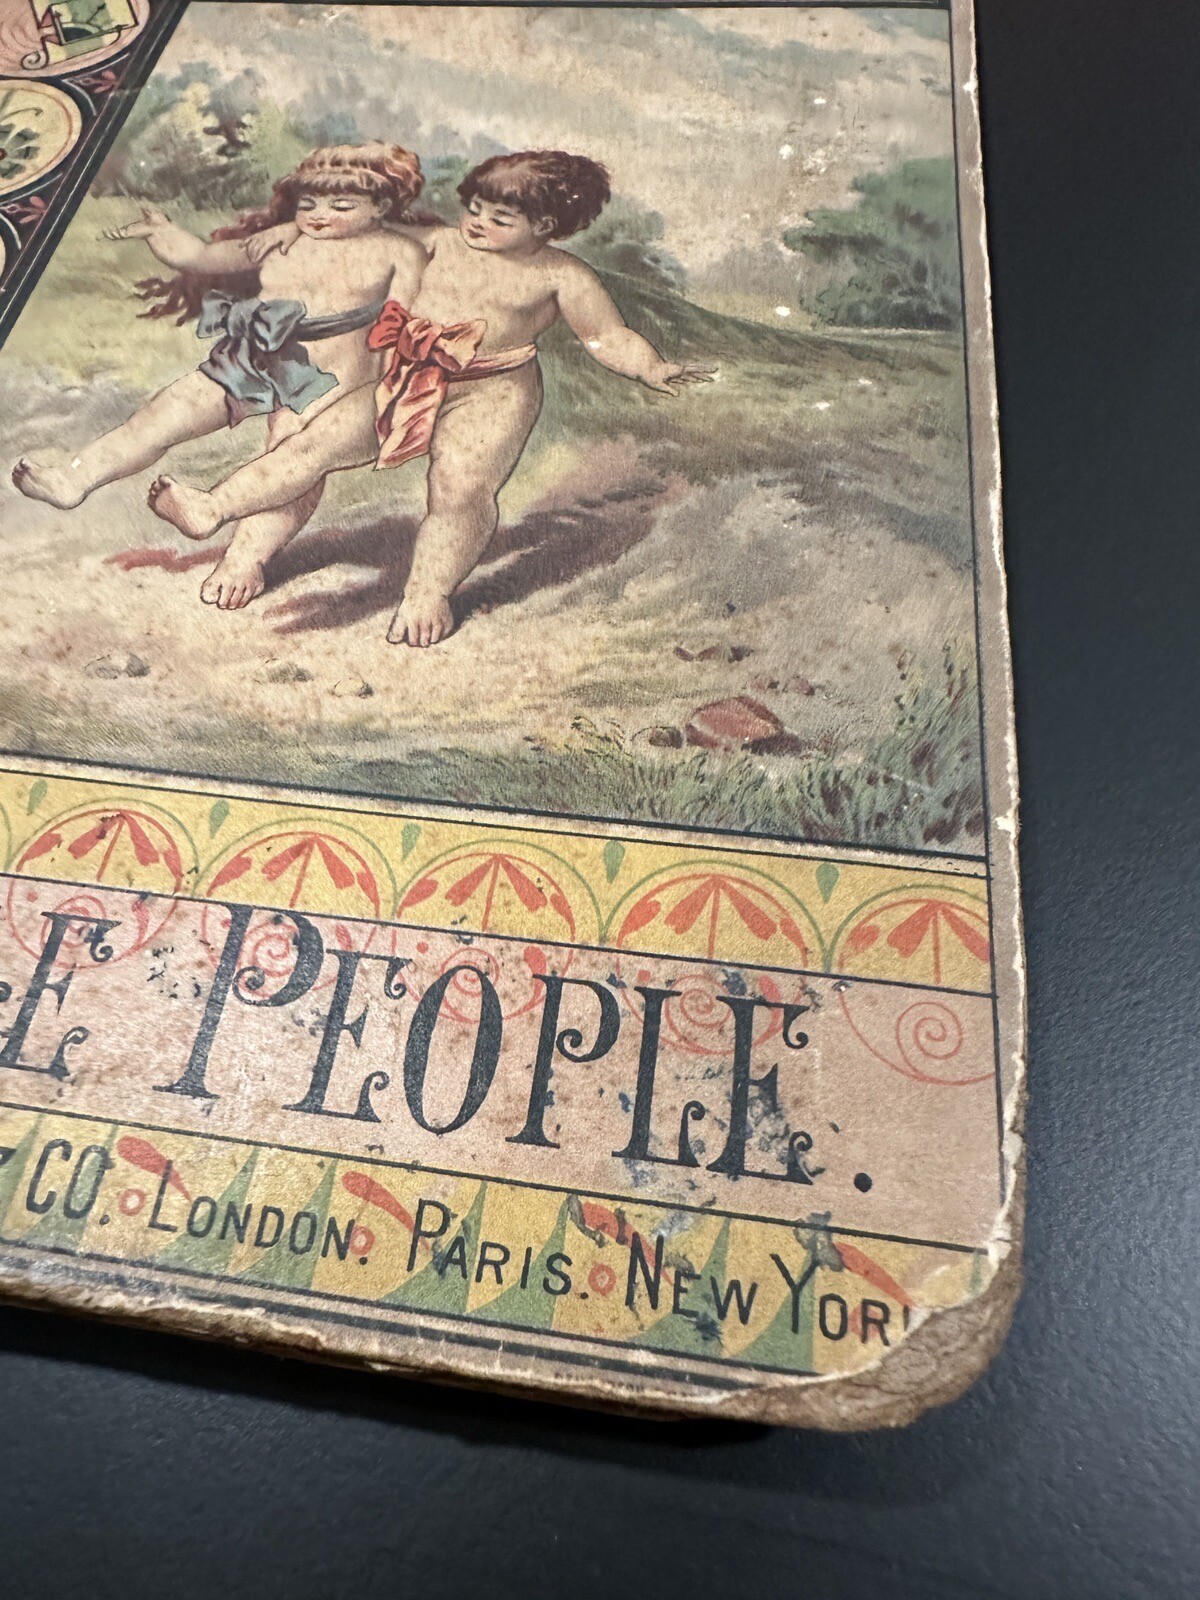 E PEOPLE.
CO. LONDON. PARIS. NEW YOR